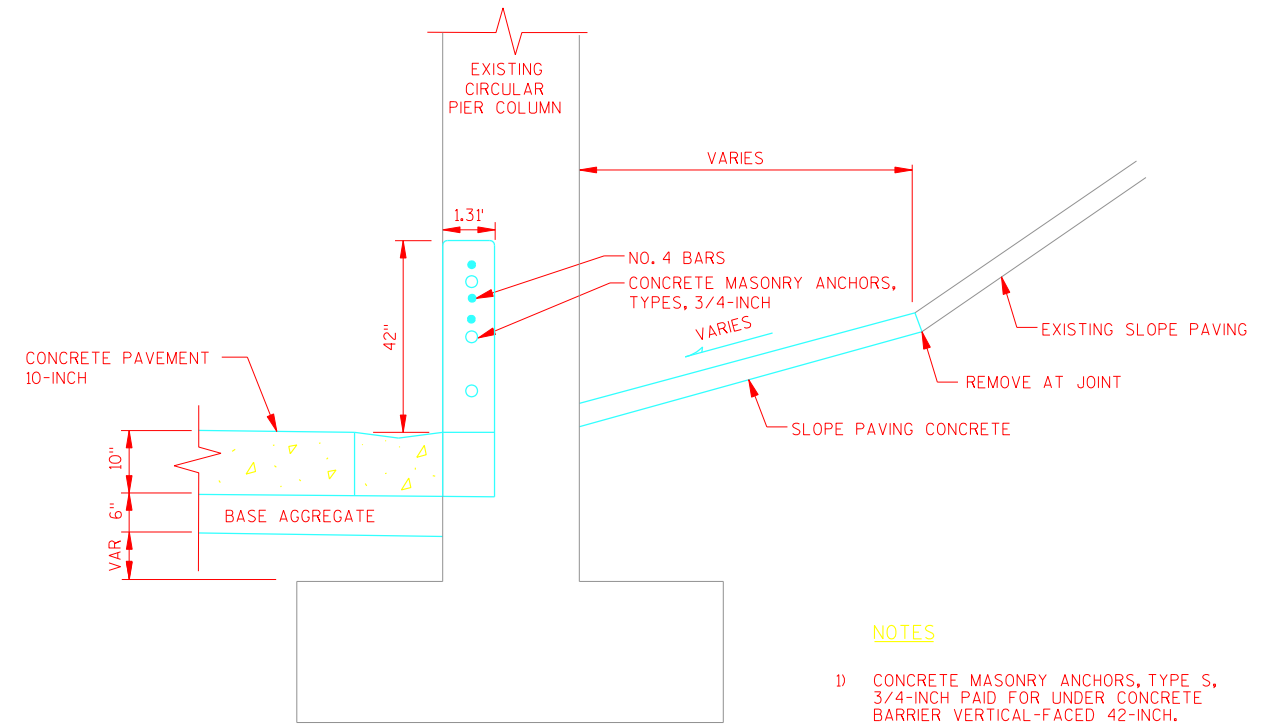 EXISTING
CIRCULAR
PIER COLUMN
VARIES
1.31'
NO. 4 BARS
CONCRETE MASONRY ANCHORS,
TYPES, 3/4-INCH
42"
VARIES
EXISTING SLOPE PAVING
CONCRETE PAVEMENT
10-INCH
REMOVE AT JOINT
SLOPE PAVING CONCRETE
10"
6"
BASE AGGREGATE
VAR
NOTES
1) CONCRETE MASONRY ANCHORS, TYPE S,
3/4-INCH PAID FOR UNDER CONCRETE
BARRIER VERTICAL-FACED 42-INCH.